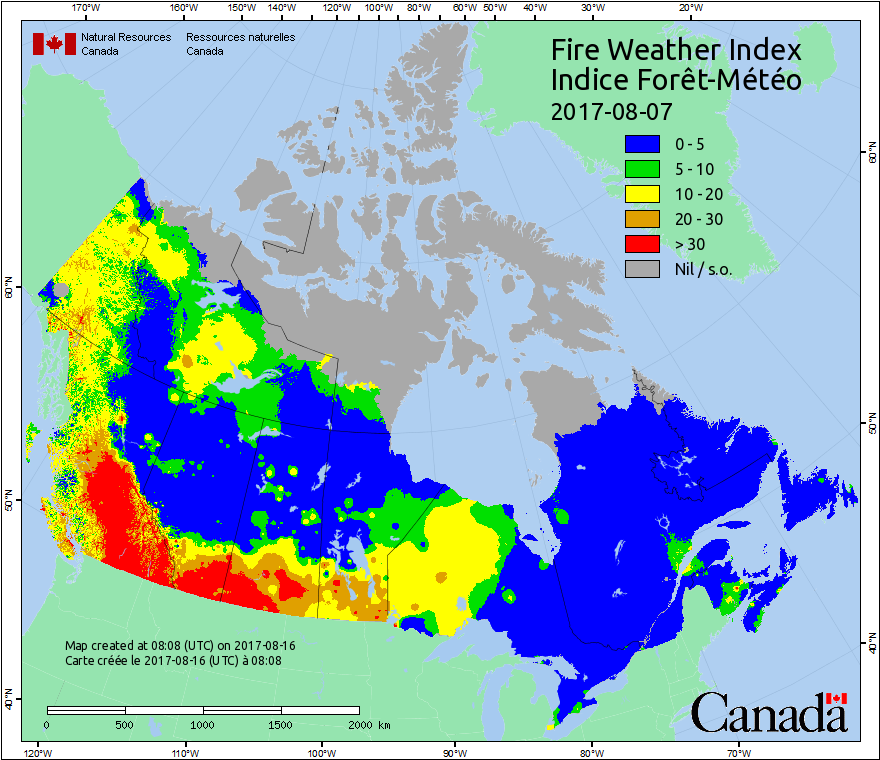 170°W 160°W 150°W 140°W 130°W 120°W 110°W 100°W 90°W 80°W 70°W 60°W 50°W 40°W 30°W 20°W
Natural Resources Ressources naturelles
Canada Canada
Fire Weather Index
Indice Forêt-Météo
2017-08-07
0 - 5
5 - 10
10 - 20
20 - 30
> 30
Nil / s.o.
60°N
60°N
50°N
50°N
40°N
40°N
Map created at 08:08 (UTC) on 2017-08-16
Carte créée le 2017-08-16 (UTC) à 08:08
0 500 1000 1500 2000 km
Canada
120°W 110°W 100°W 90°W 80°W 70°W